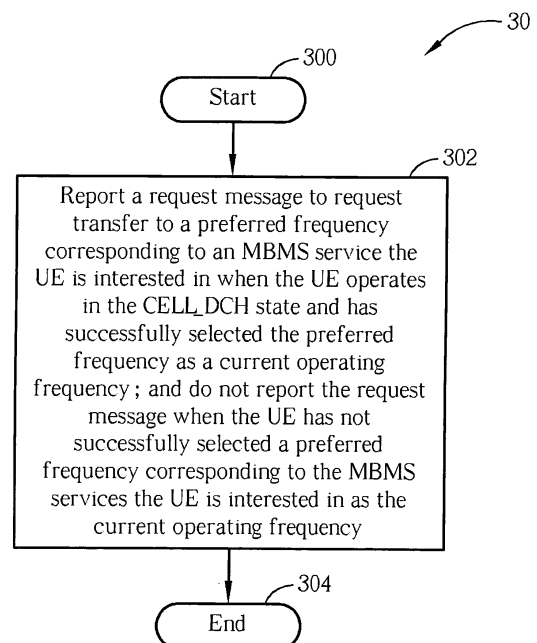 30
300
Start
302
Report a request message to request
transfer to a preferred frequency
corresponding to an MBMS service the
UE is interested in when the UE operates
in the CELL_DCH state and has
successfully selected the preferred
frequency as a current operating
frequency; and do not report the request
message when the UE has not
successfully selected a preferred
frequency corresponding to the MBMS
services the UE is interested in as the
current operating frequency
304
End